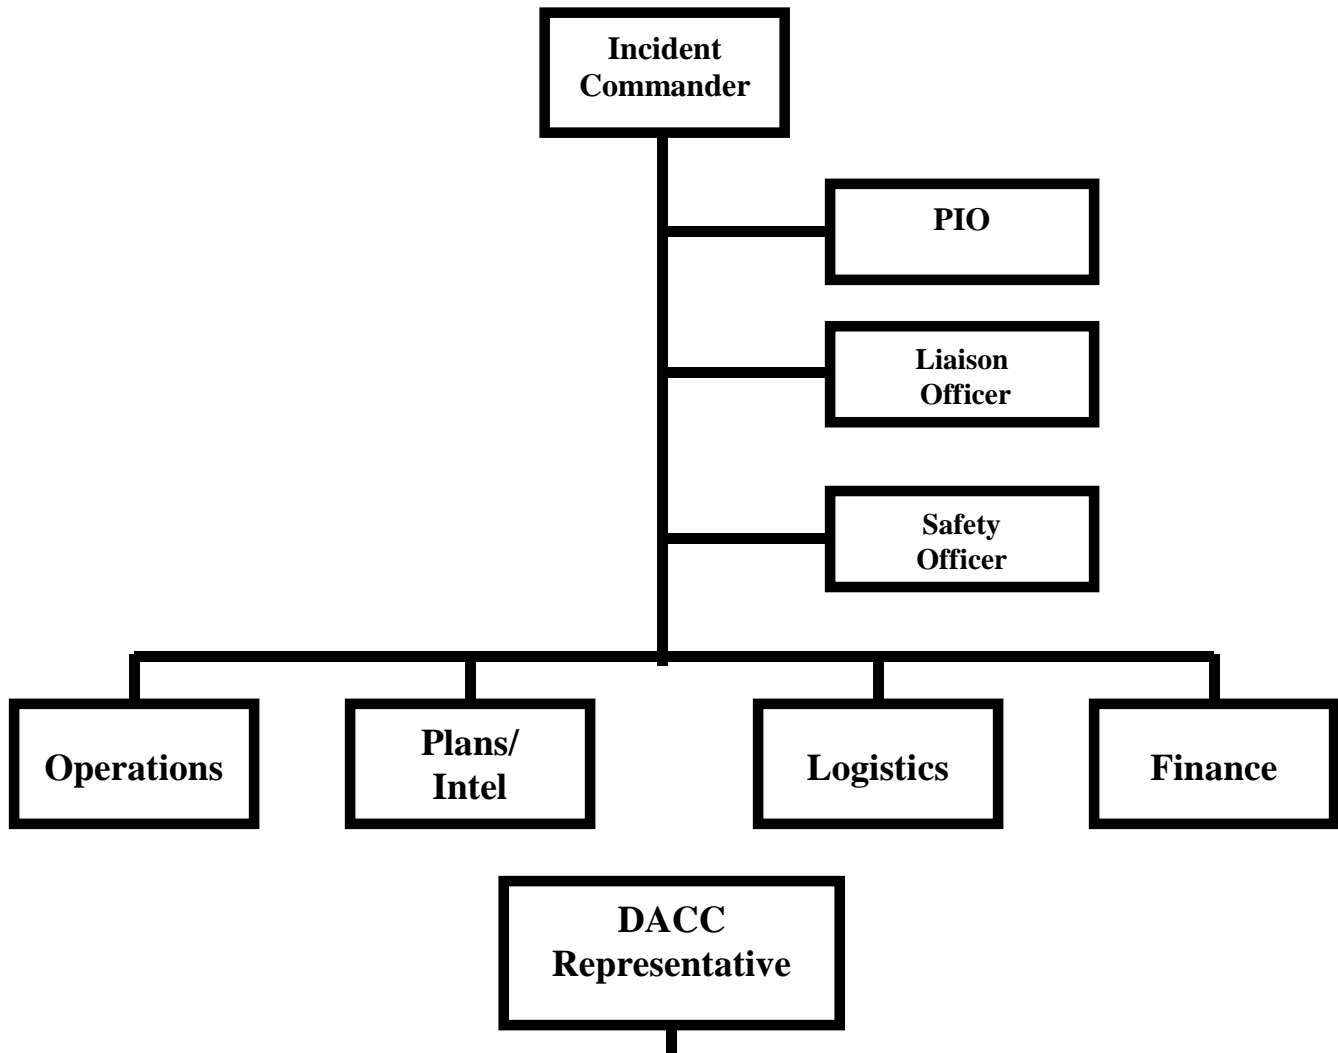 Incident
Commander
PIO
Liaison
Officer
Safety
Officer
Operations
Plans/
Intel
Logistics
Finance
DACC
Representative